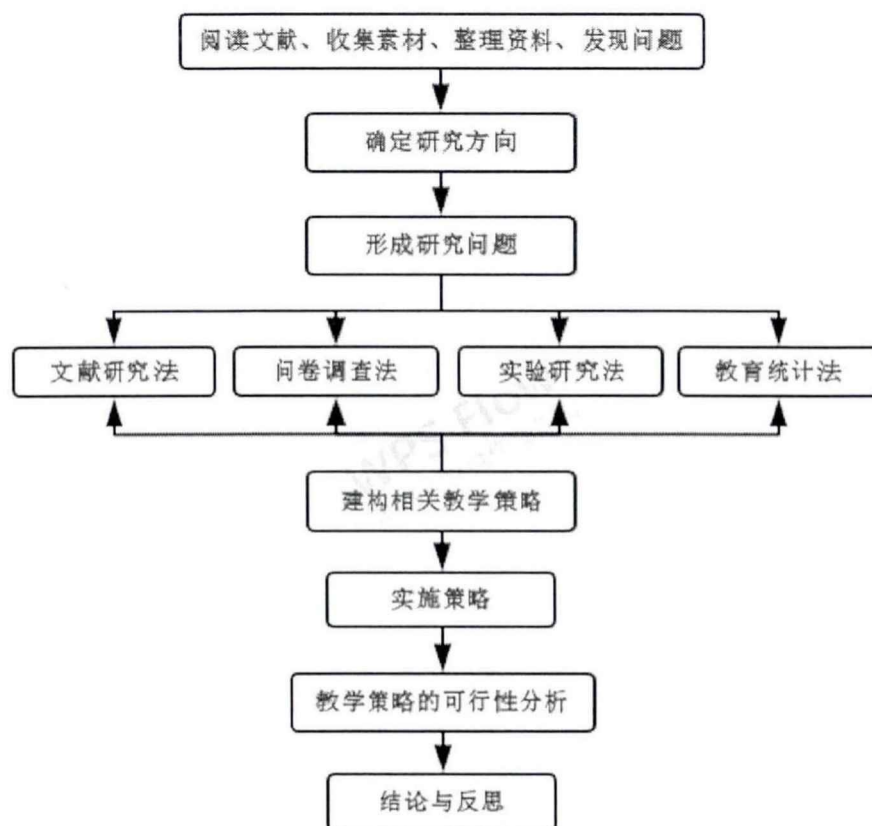 阅读文献、收集素材、整理资料、发现问题
确定研究方向
形成研究问题
文献研究法
问卷调查法
实验研究法
教育统计法
WPS Flow
建构相关教学策略
实施策略
教学策略的可行性分析
结论与反思